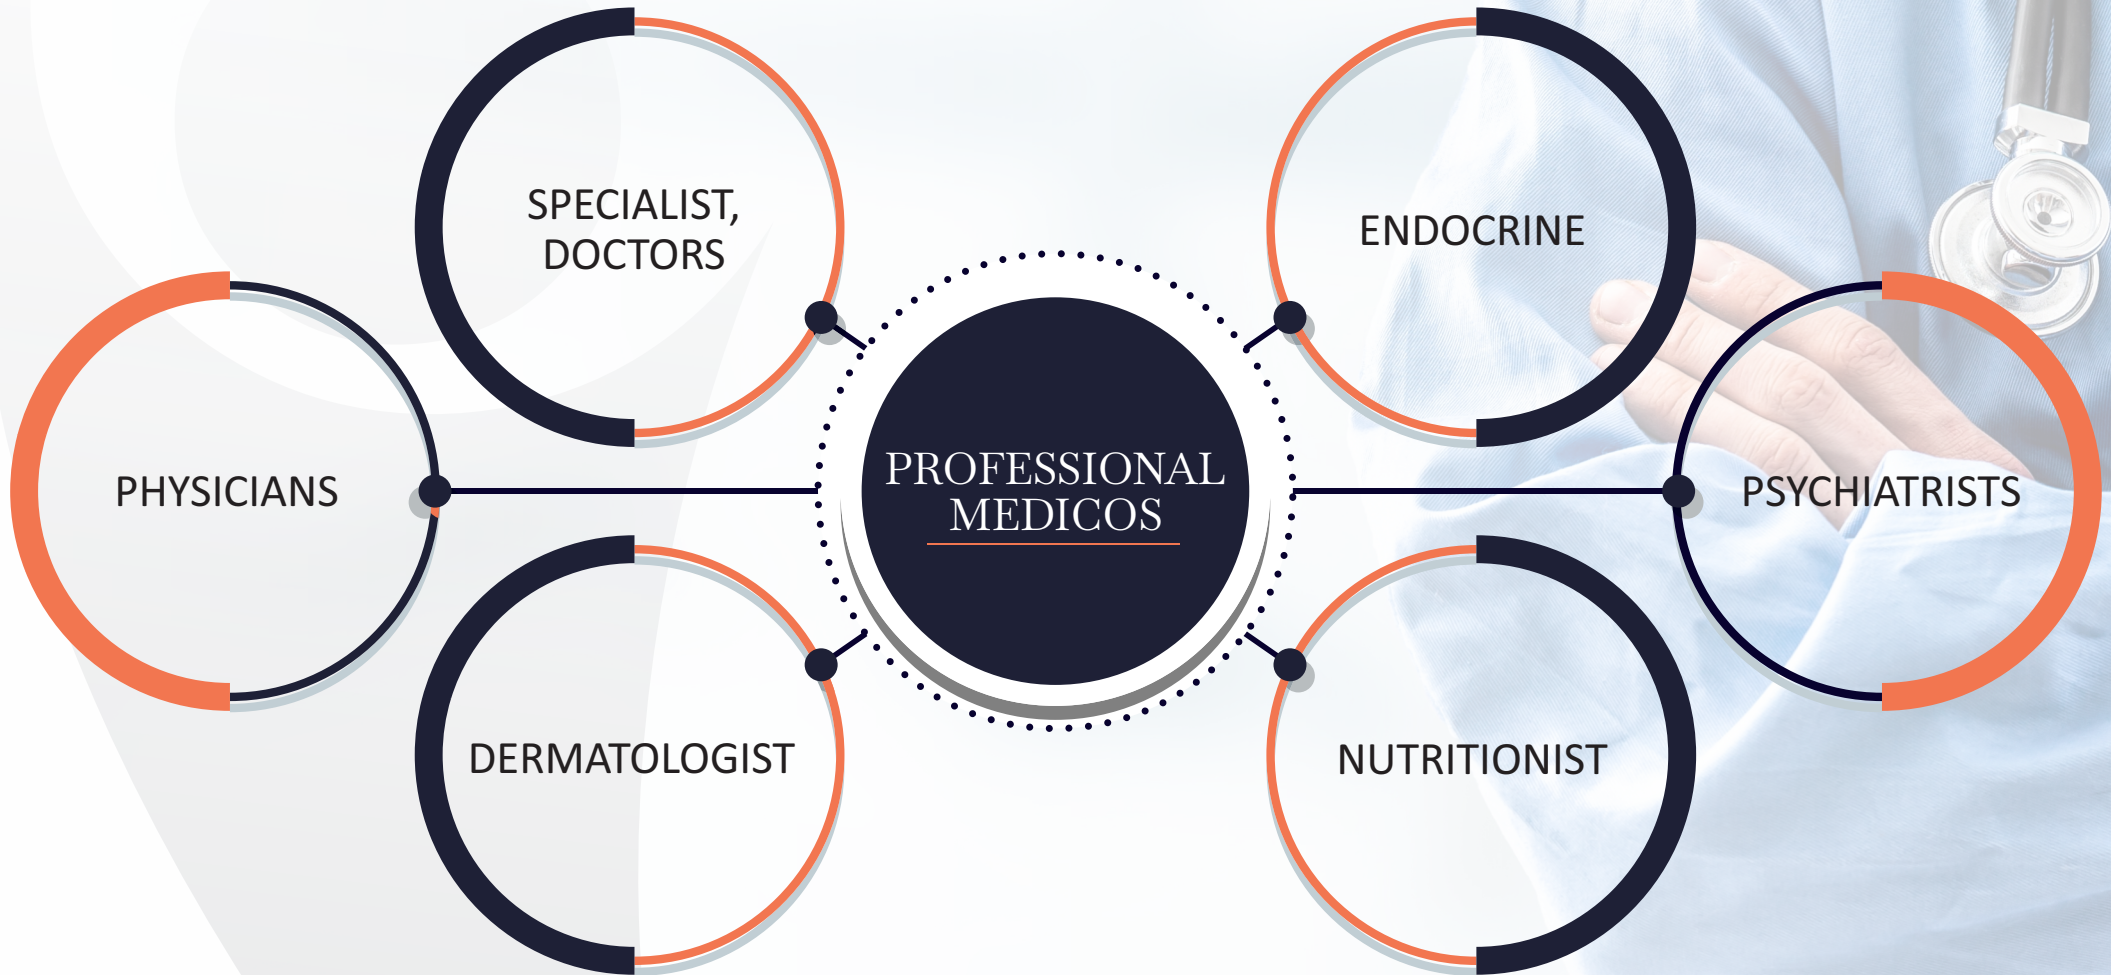 SPECIALIST,
DOCTORS
ENDOCRINE
PHYSICIANS
PROFESSIONAL
MEDICOS
PSYCHIATRISTS
DERMATOLOGIST
NUTRITIONIST